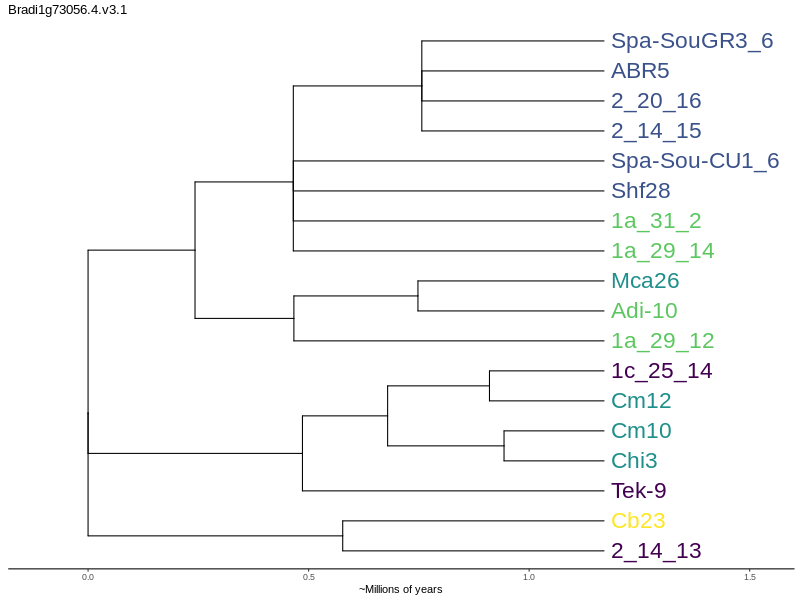 Bradi1g73056.4.v3.1
Spa-SouGR3_6
ABR5
2_20_16
2_14_15
Spa-Sou-CU1_6
Shf28
1a_31_2
1a_29_14
Mca26
Adi-10
1a_29_12
1c_25_14
Cm12
Cm10
Chi3
Tek-9
Cb23
2_14_13
0.0 0.5 1.0 1.5
~Millions of years